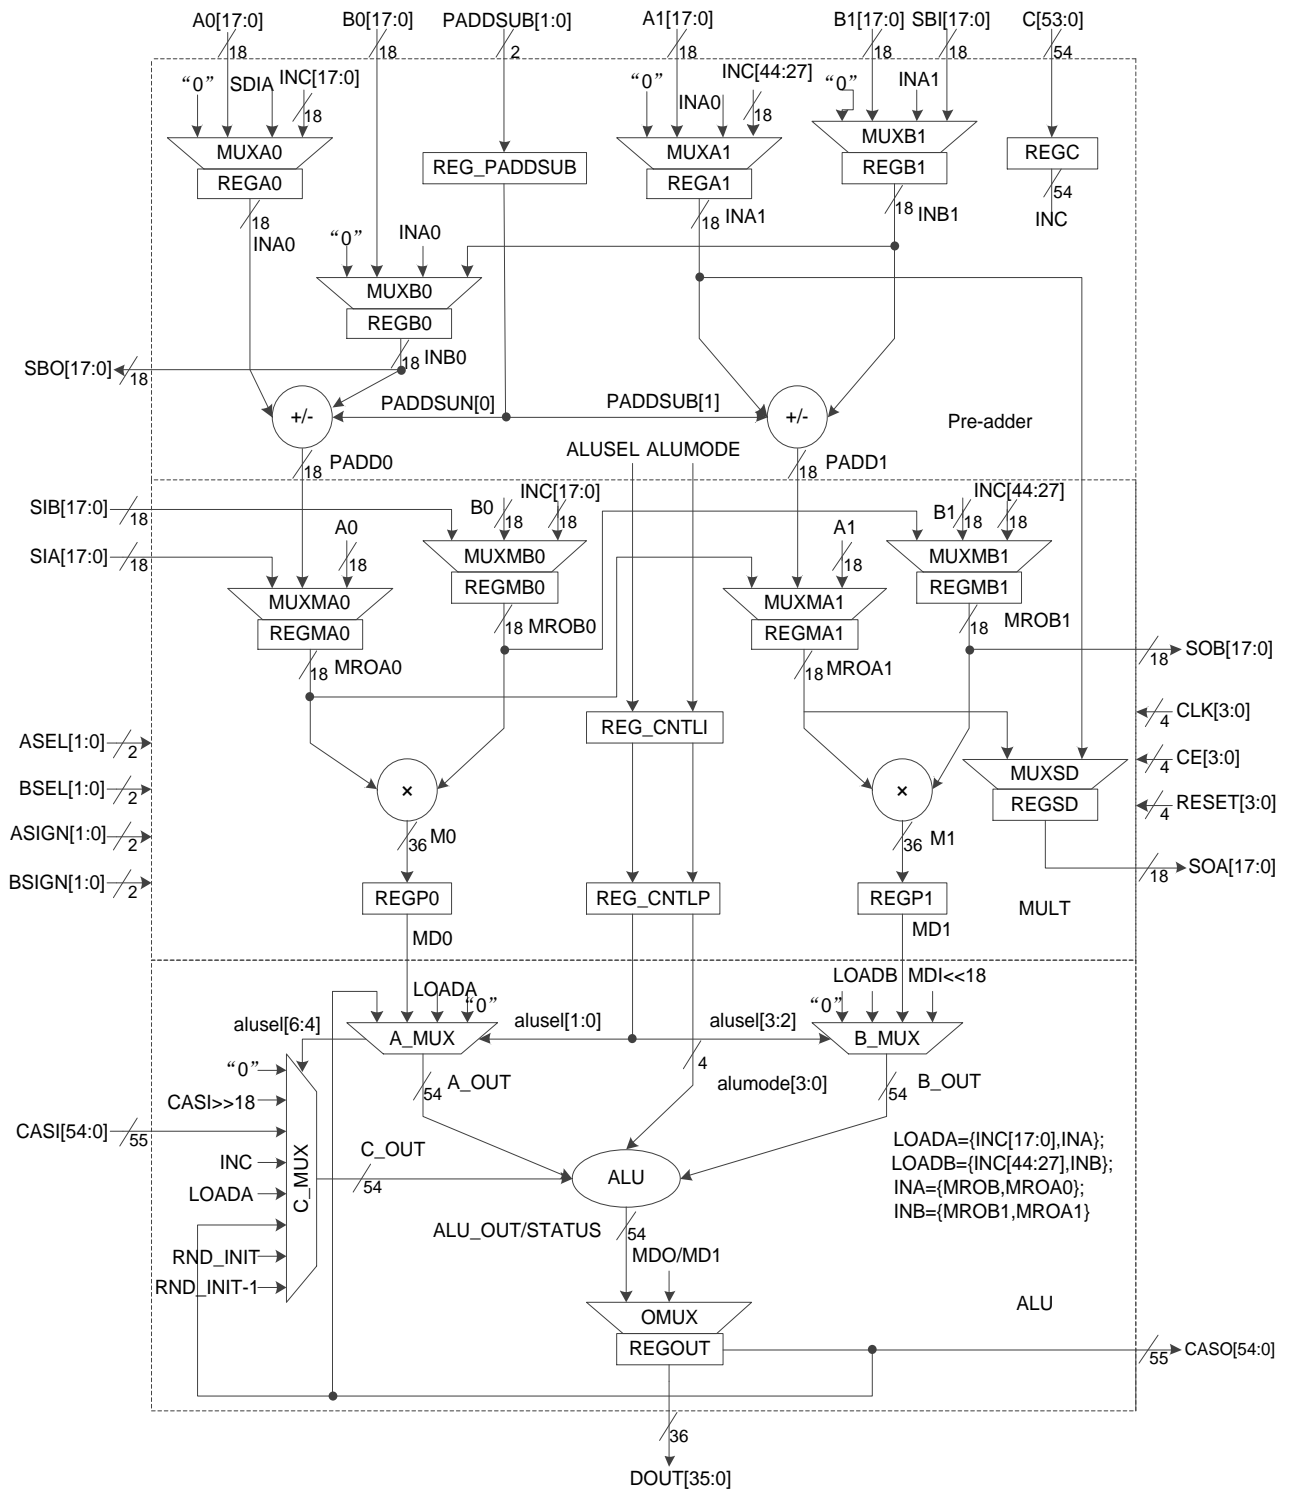 A0[17:0] B0[17:0] PADDSUB[1:0] A1[17:0] B1[17:0] SBI[17:0] C[53:0]
18 18 2 18 18 18 54
“0” SDIA INC[17:0] “0” INA0 INC[44:27] “0” INA1
18 18
MUXA0 REG_PADDSUB MUXA1 MUXB1 REGC
REGA0 REGA1 REGB1
18 18 INA1 18 INB1 54
INA0 INC
“0” INA0
MUXB0
REGB0
SBO[17:0] 18 18 INB0
+/- PADDSUN[0] PADDSUB[1] +/-
Pre-adder
ALUSEL ALUMODE
18 PADD0 18 PADD1
SIB[17:0] 18 B0 18 INC[17:0] 18 B1 18 INC[44:27] 18
SIA[17:0] 18 A0 18 A1 18
MUXMB0 MUXMB1
REGMB0 REGMB1
MUXMA0 MUXMA1
REGMA0 REGMA1
18 MROB0 18 MROB1
18 MROA0 18 MROA1
18 SOB[17:0]
4 CLK[3:0]
REG_CNTLI
ASEL[1:0] 2
4 CE[3:0]
MUXSD
BSEL[1:0] 2 × ×
REGSD 4 RESET[3:0]
ASIGN[1:0] 2 36 M0 36 M1
18 SOA[17:0]
BSIGN[1:0] 2
REGP0 REG_CNTLP REGP1
MULT
MD0 MD1
LOADA “0” “0” LOADB MDI<<18
alusel[6:4] alusel[1:0] alusel[3:2]
A_MUX B_MUX
“0” 54 A_OUT 4 alumode[3:0] 54 B_OUT
CASI>>18
CASI[54:0] 55
C_MUX
INC
LOADA
RND_INIT
RND_INIT-1
C_OUT
54
ALU
LOADA={INC[17:0],INA};
LOADB={INC[44:27],INB};
INA={MROB,MROA0};
INB={MROB1,MROA1}
ALU_OUT/STATUS 54
MDO/MD1
OMUX ALU
REGOUT
55 CASO[54:0]
36
DOUT[35:0]